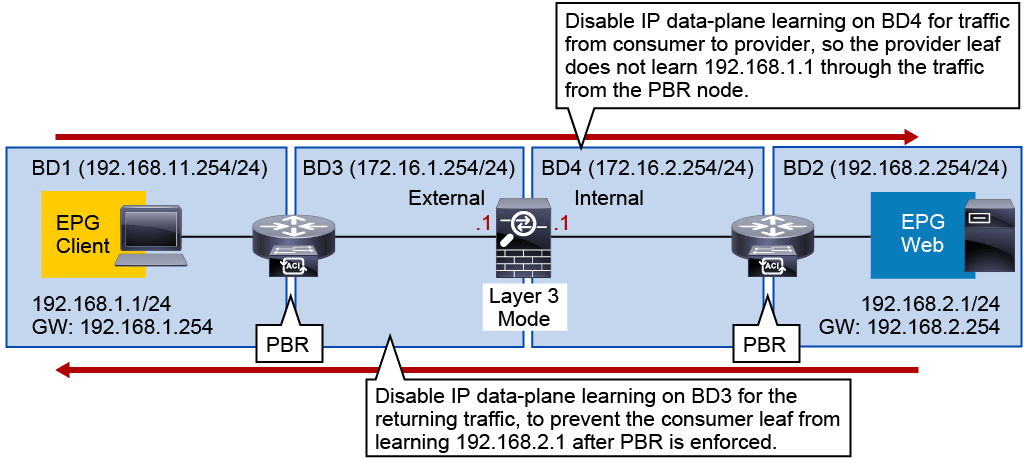 Disable IP data-plane learning on BD4 for traffic
from consumer to provider, so the provider leaf
does not learn 192.168.1.1 through the traffic
from the PBR node.
BD1 (192.168.11.254/24)
BD3 (172.16.1.254/24)
BD4 (172.16.2.254/24)
BD2 (192.168.2.254/24)
External
Internal
EPG
Client
.1
.1
EPG
Web
ACI
ACI
192.168.1.1/24
GW: 192.168.1.254
Layer 3
Mode
192.168.2.1/24
GW: 192.168.2.254
PBR
PBR
Disable IP data-plane learning on BD3 for the
returning traffic, to prevent the consumer leaf from
learning 192.168.2.1 after PBR is enforced.